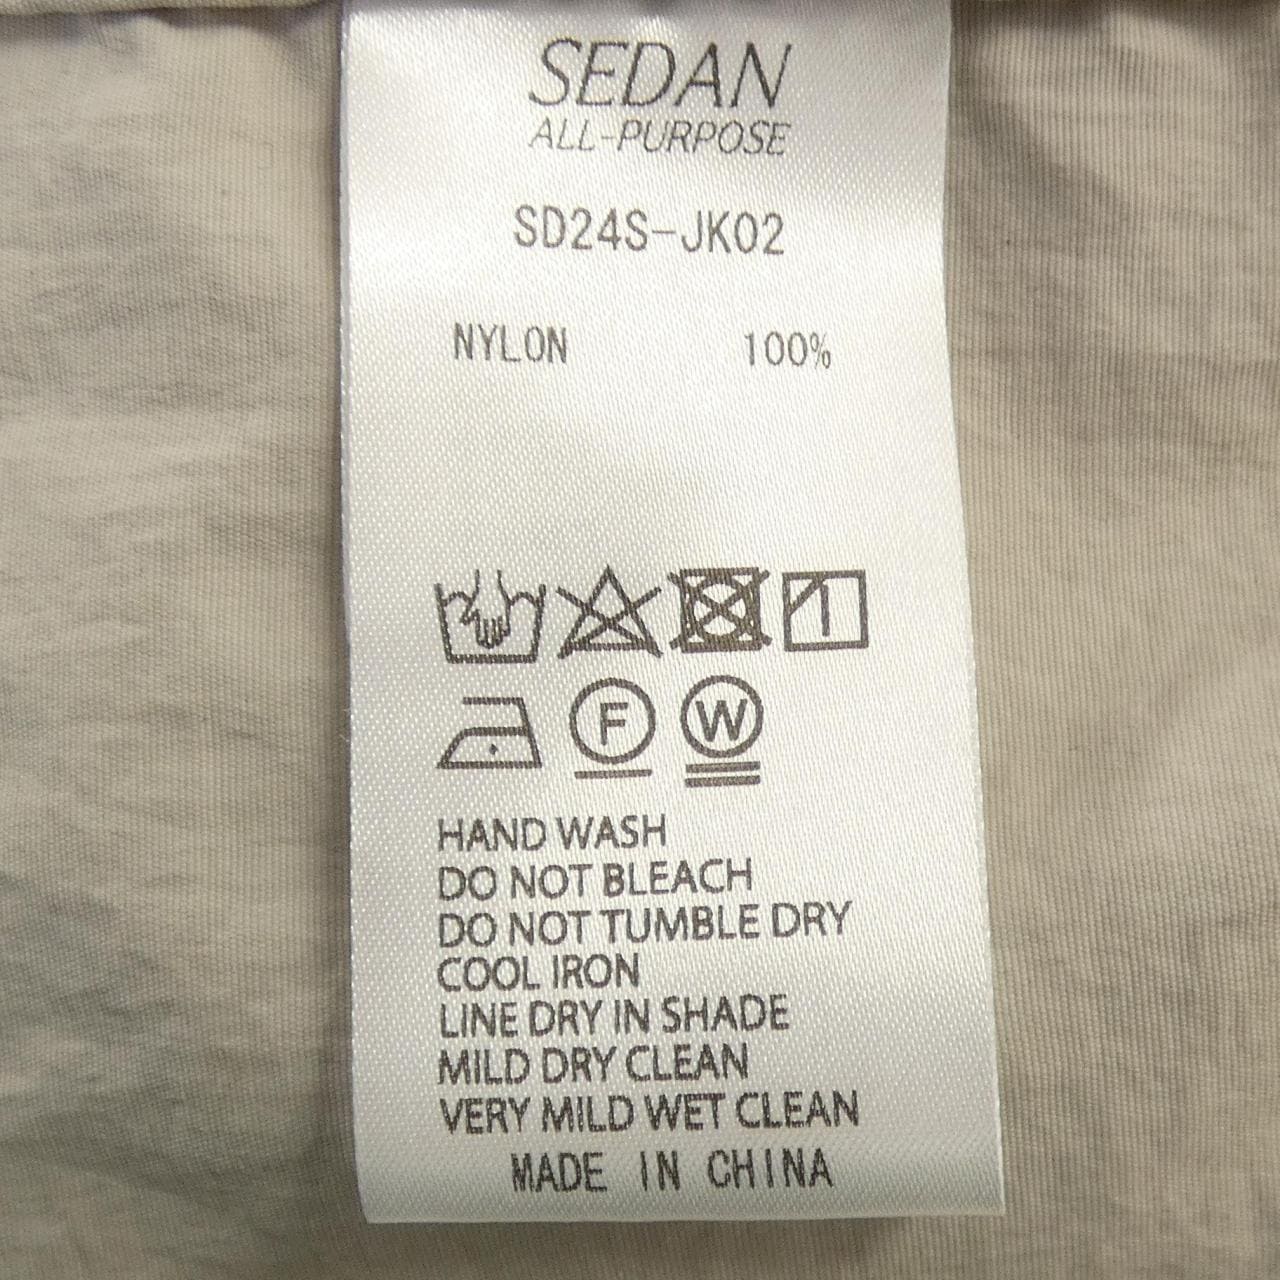 SEDAN
ALL-PURPOSE
SD24S-JK02
NYLON 100%
F W
HAND WASH
DO NOT BLEACH
DO NOT TUMBLE DRY
COOL IRON
LINE DRY IN SHADE
MILD DRY CLEAN
VERY MILD WET CLEAN
MADE IN CHINA